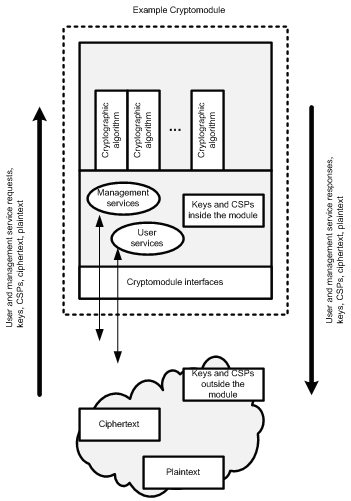 Example Cryptomodule
Cryptographic
algorithm
Cryptographic
algorithm
...
Cryptographic
algorithm
Management
services
Keys and CSPs
inside the module
User
services
Cryptomodule interfaces
User and management service requests,
keys, CSPs, ciphertext, plaintext
User and management service responses,
keys, CSPs, ciphertext, plaintext
Keys and CSPs
outside the
module
Ciphertext
Plaintext